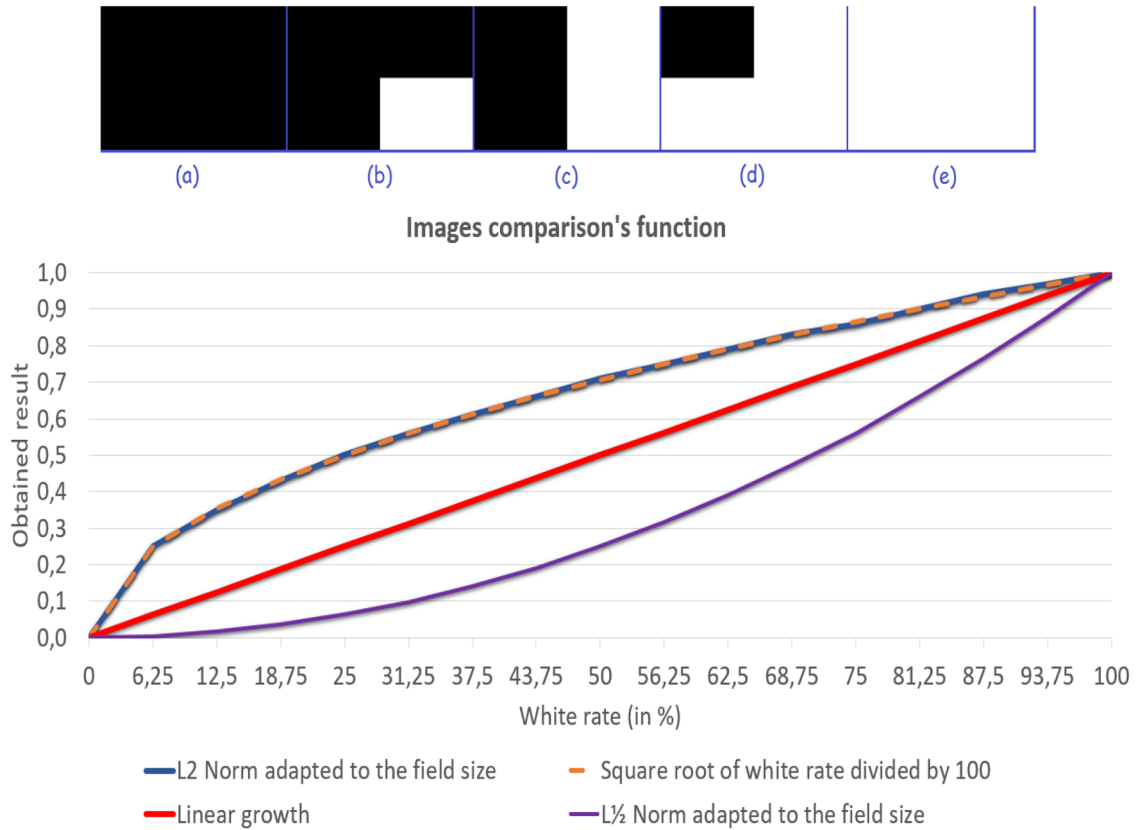 (a) (b) (c) (d) (e)
Images comparison's function
1,0
0,9
0,8
0,7
0,6
0,5
0,4
0,3
0,2
0,1
0,0
Obtained result
0 6,25 12,5 18,75 25 31,25 37,5 43,75 50 56,25 62,5 68,75 75 81,25 87,5 93,75 100
White rate (in %)
L2 Norm adapted to the field size Square root of white rate divided by 100
Linear growth L½ Norm adapted to the field size